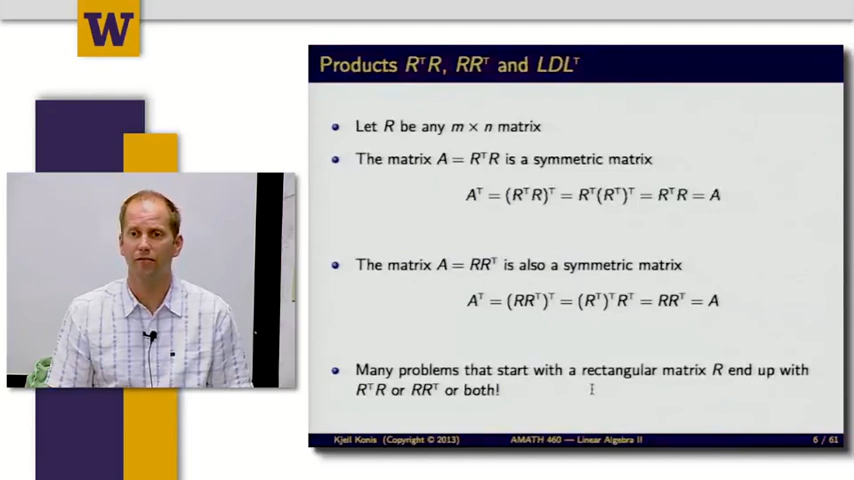 W
Products RᵀR, RRᵀ and LDLᵀ
Let R be any m × n matrix
The matrix A = RᵀR is a symmetric matrix
Aᵀ = (RᵀR)ᵀ = Rᵀ(Rᵀ)ᵀ = RᵀR = A
The matrix A = RRᵀ is also a symmetric matrix
Aᵀ = (RRᵀ)ᵀ = (Rᵀ)ᵀRᵀ = RRᵀ = A
Many problems that start with a rectangular matrix R end up with
RᵀR or RRᵀ or both!
Kjell Konis (Copyright © 2013) AMATH 460 — Linear Algebra II 6 / 61